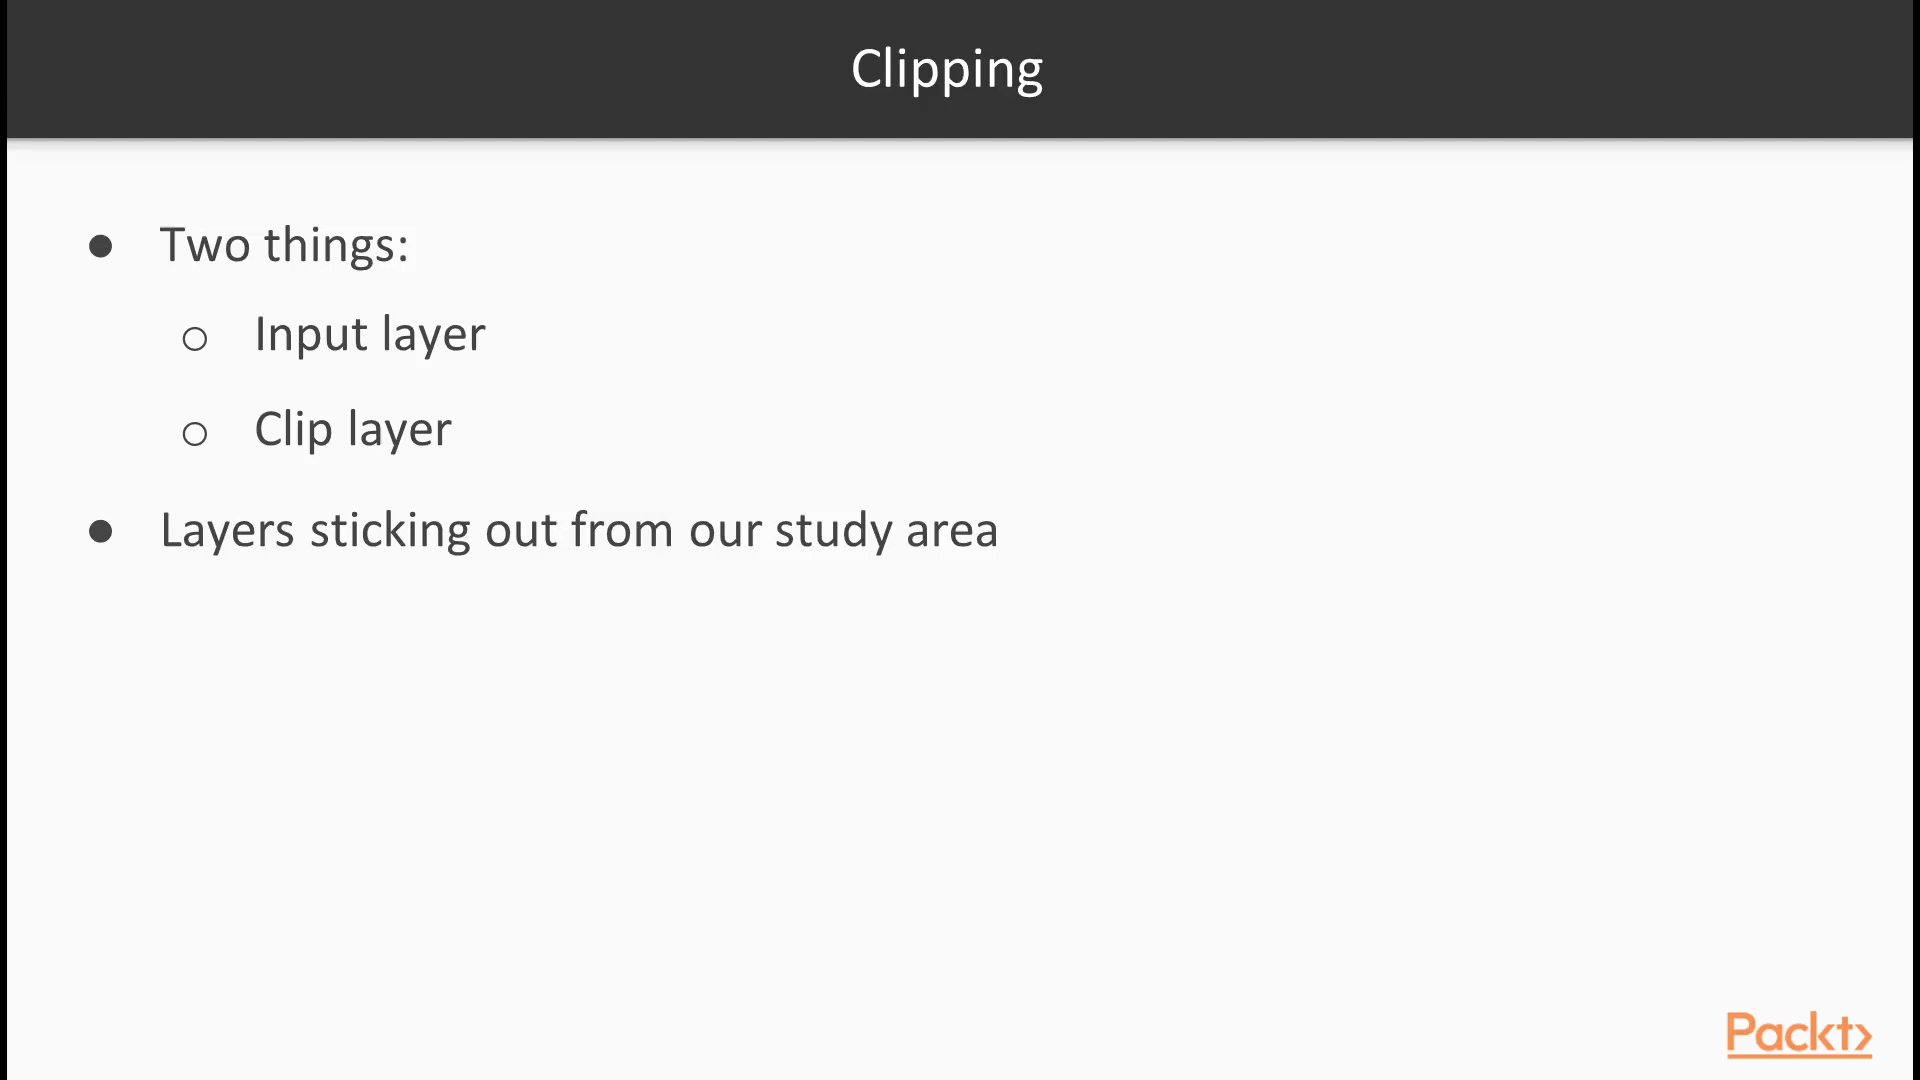 Clipping
● Two things:
○ Input layer
○ Clip layer
● Layers sticking out from our study area
Packt>